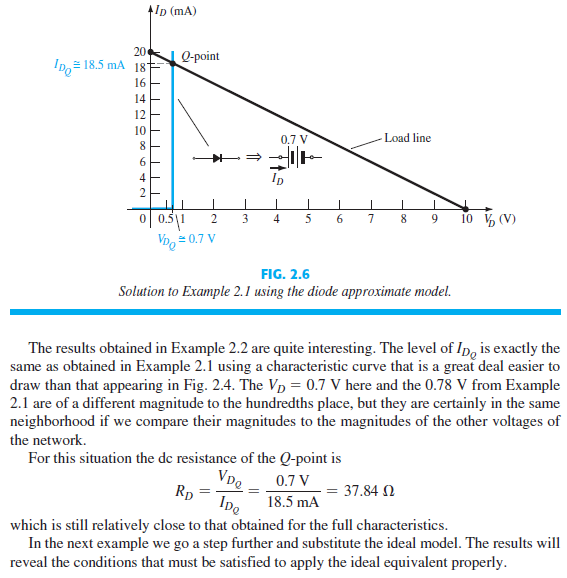 I_D (mA)
20
Q-point
I_DQ ≅ 18.5 mA 18
16
14
12
10
0.7 V
Load line
8
6
⇒
I_D
4
2
0 0.5 1 2 3 4 5 6 7 8 9 10 V_D (V)
V_DQ ≅ 0.7 V
FIG. 2.6
Solution to Example 2.1 using the diode approximate model.
The results obtained in Example 2.2 are quite interesting. The level of I_DQ is exactly the
same as obtained in Example 2.1 using a characteristic curve that is a great deal easier to
draw than that appearing in Fig. 2.4. The V_D = 0.7 V here and the 0.78 V from Example
2.1 are of a different magnitude to the hundredths place, but they are certainly in the same
neighborhood if we compare their magnitudes to the magnitudes of the other voltages of
the network.
For this situation the dc resistance of the Q-point is
R_D = V_DQ / I_DQ = 0.7 V / 18.5 mA = 37.84 Ω
which is still relatively close to that obtained for the full characteristics.
In the next example we go a step further and substitute the ideal model. The results will
reveal the conditions that must be satisfied to apply the ideal equivalent properly.